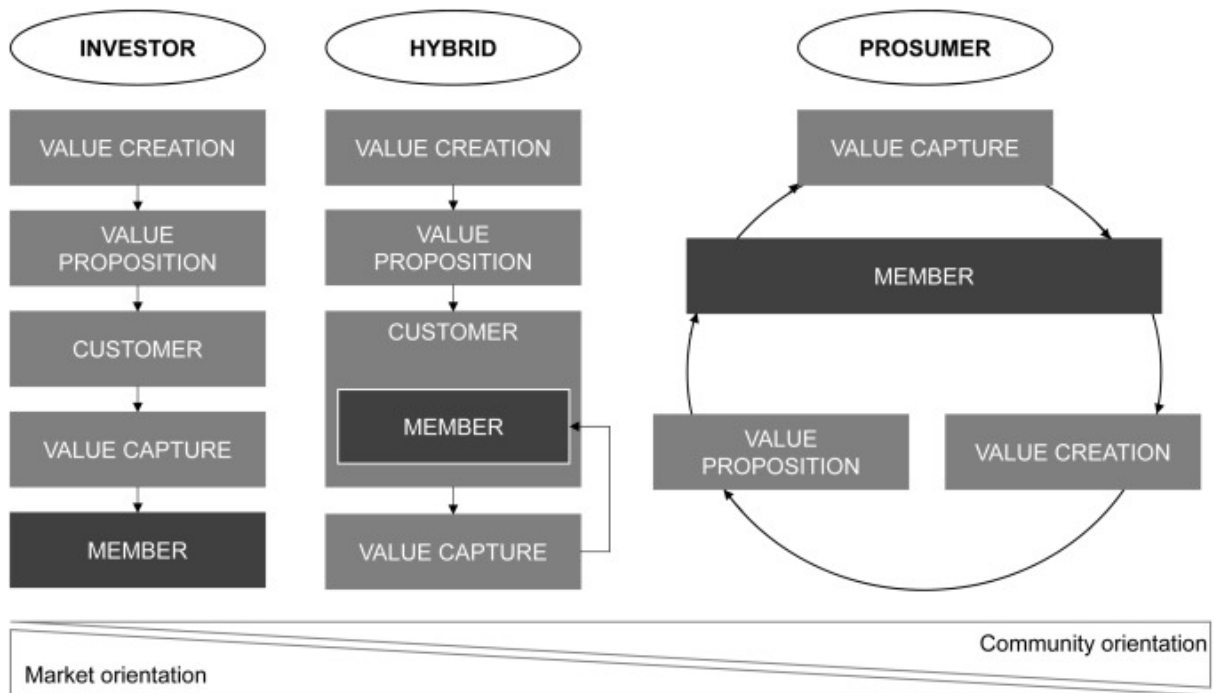 INVESTOR
VALUE CREATION
VALUE
PROPOSITION
CUSTOMER
VALUE CAPTURE
MEMBER
HYBRID
VALUE CREATION
VALUE
PROPOSITION
CUSTOMER
MEMBER
VALUE CAPTURE
PROSUMER
VALUE CAPTURE
MEMBER
VALUE
PROPOSITION
VALUE CREATION
Community orientation
Market orientation